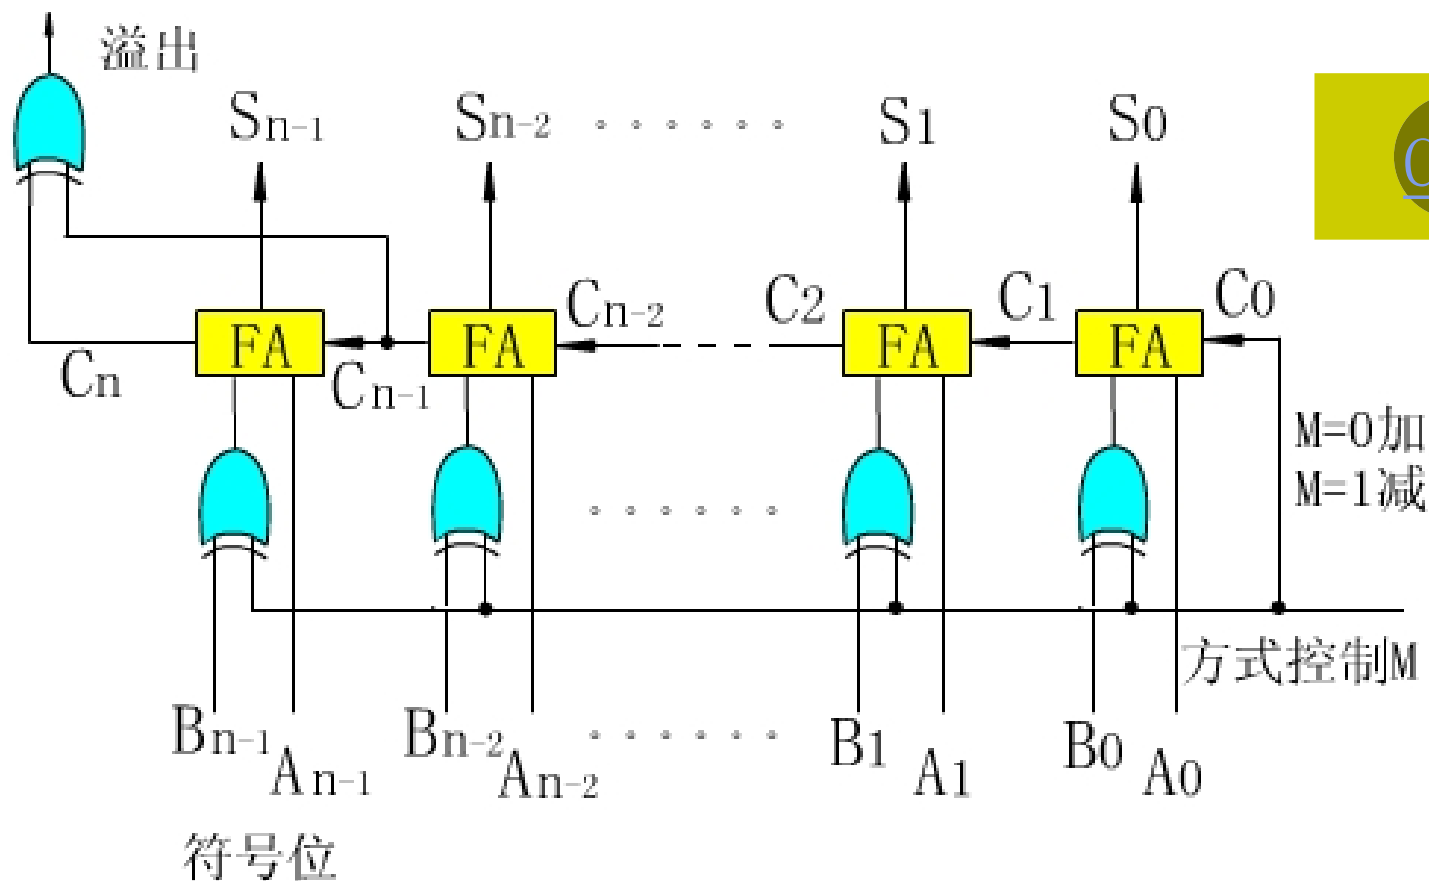 溢出
Sn-1 Sn-2 S1 S0
Cn-2 C2 C1 C0
FA FA FA FA
Cn Cn-1
M=0加
M=1减
方式控制M
Bn-1 Bn-2 B1 B0
An-1 An-2 A1 A0
符号位